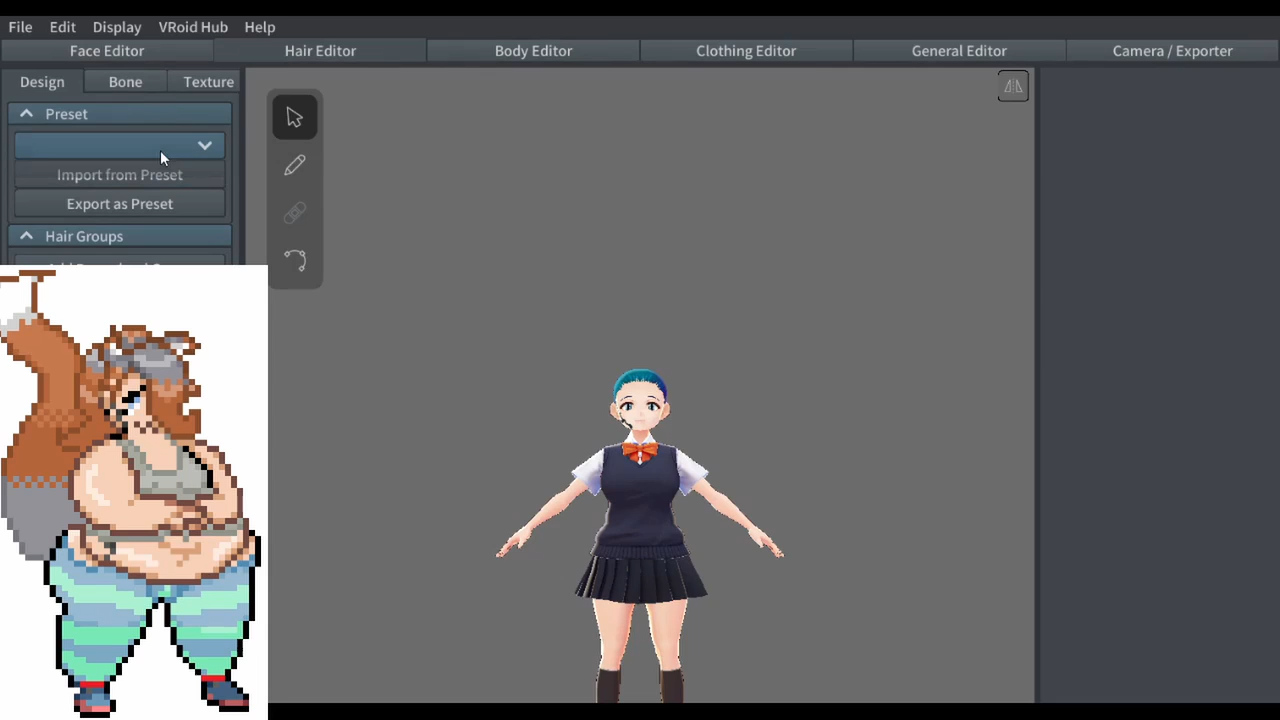 File Edit Display VRoid Hub Help
Face Editor Hair Editor Body Editor Clothing Editor General Editor Camera / Exporter
Design Bone Texture
Preset
Import from Preset
Export as Preset
Hair Groups